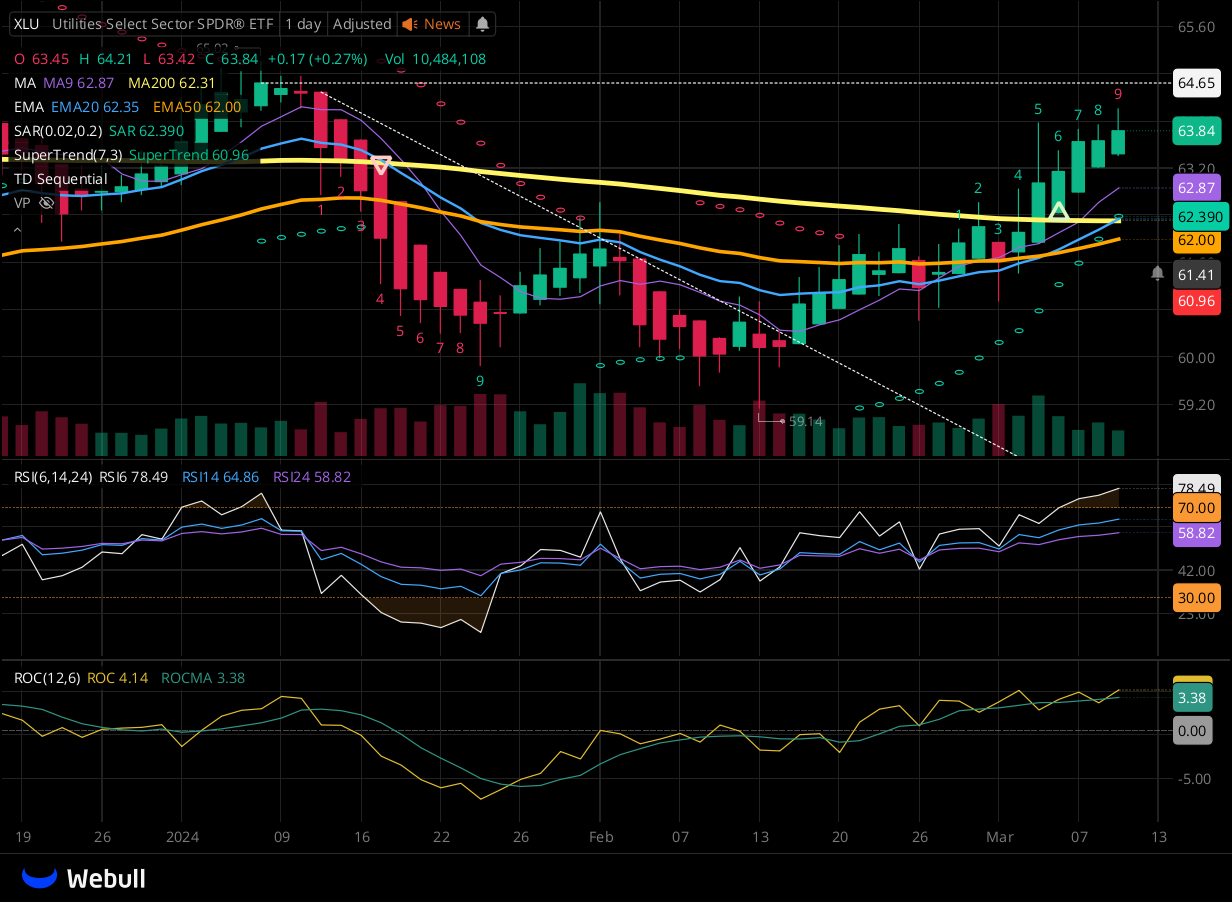 XLU Utilities Select Sector SPDR® ETF 1 day Adjusted News
65.60
O 63.45 H 64.21 L 63.42 C 63.84 +0.17 (+0.27%) Vol 10,484,108
MA MA9 62.87 MA200 62.31
64.65
EMA EMA20 62.35 EMA50 62.00
9
5 7 8
SAR(0.02,0.2) SAR 62.390
63.84
6
SuperTrend(7,3) SuperTrend 60.96
63.20
TD Sequential
4
2
62.87
VP
1 2 3
1 3
62.390
62.00
61.41
4
60.96
5 6 7 8
60.00
9
59.20
59.14
RSI(6,14,24) RSI6 78.49 RSI14 64.86 RSI24 58.82
78.49
70.00
58.82
42.00
30.00
23.00
ROC(12,6) ROC 4.14 ROCMA 3.38
3.38
0.00
-5.00
19 26 2024 09 16 22 26 Feb 07 13 20 26 Mar 07 13
Webull